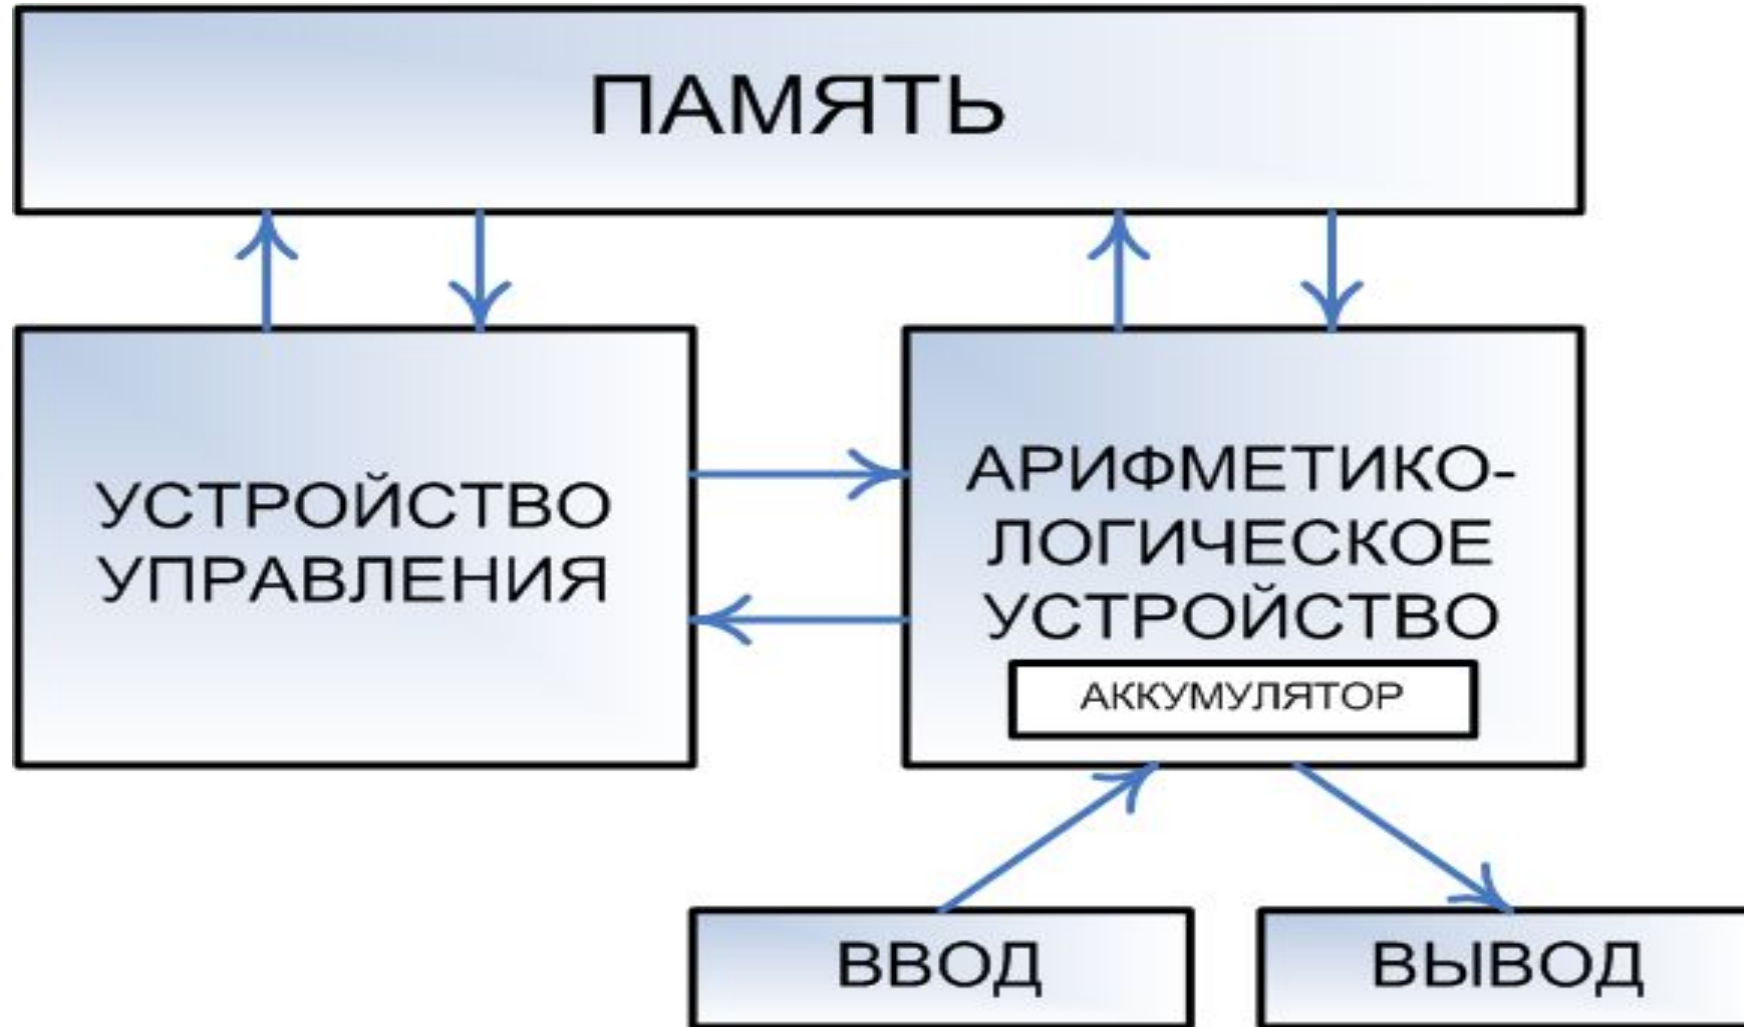 ПАМЯТЬ
УСТРОЙСТВО
УПРАВЛЕНИЯ
АРИФМЕТИКО-
ЛОГИЧЕСКОЕ
УСТРОЙСТВО
АККУМУЛЯТОР
ВВОД
ВЫВОД